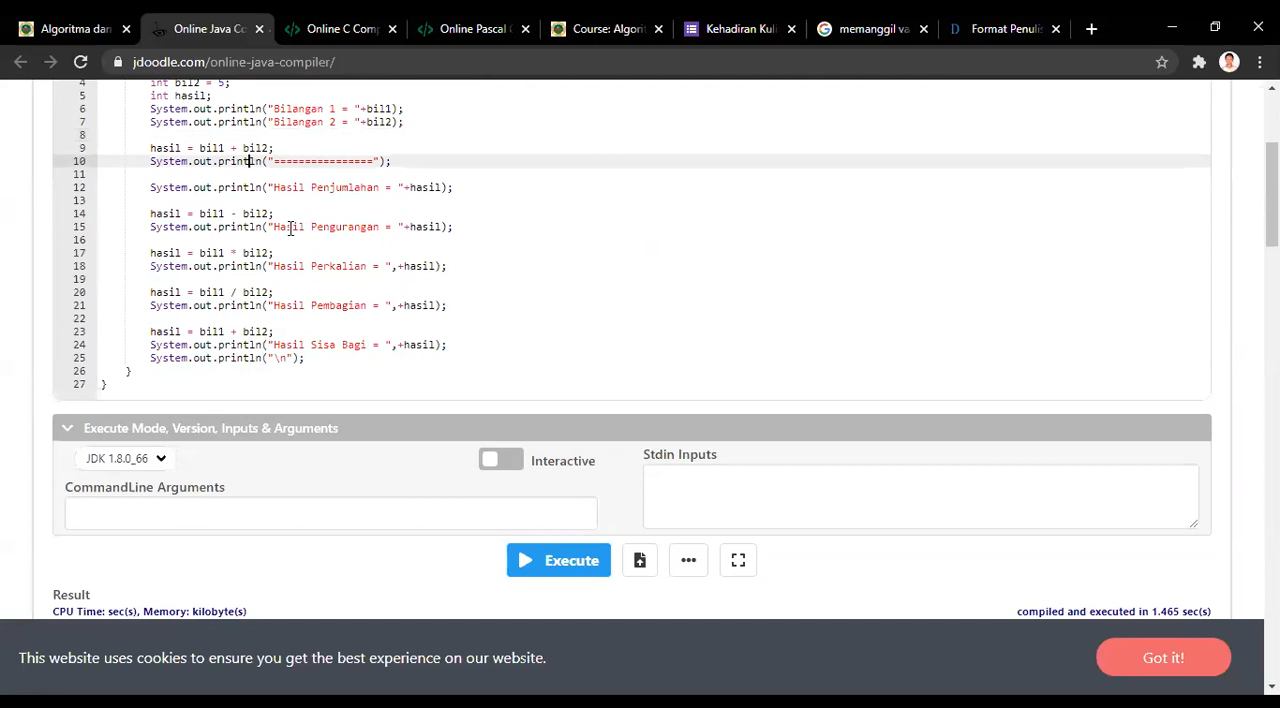 Algoritma dan
Online Java Co
Online C Comp
Online Pascal C
Course: Algorit
Kehadiran Kuli
memanggil va
Format Penulis
jdoodle.com/online-java-compiler/
4 int bil2 = 5;
5 int hasil;
6 System.out.println("Bilangan 1 = "+bil1);
7 System.out.println("Bilangan 2 = "+bil2);
8
9 hasil = bil1 + bil2;
10 System.out.println("================");
11
12 System.out.println("Hasil Penjumlahan = "+hasil);
13
14 hasil = bil1 - bil2;
15 System.out.println("Hasil Pengurangan = "+hasil);
16
17 hasil = bil1 * bil2;
18 System.out.println("Hasil Perkalian = ",+hasil);
19
20 hasil = bil1 / bil2;
21 System.out.println("Hasil Pembagian = ",+hasil);
22
23 hasil = bil1 + bil2;
24 System.out.println("Hasil Sisa Bagi = ",+hasil);
25 System.out.println("\n");
26 }
27 }
Execute Mode, Version, Inputs & Arguments
JDK 1.8.0_66
Interactive
Stdin Inputs
CommandLine Arguments
Execute
Result
CPU Time: sec(s), Memory: kilobyte(s)
compiled and executed in 1.465 sec(s)
This website uses cookies to ensure you get the best experience on our website.
Got it!